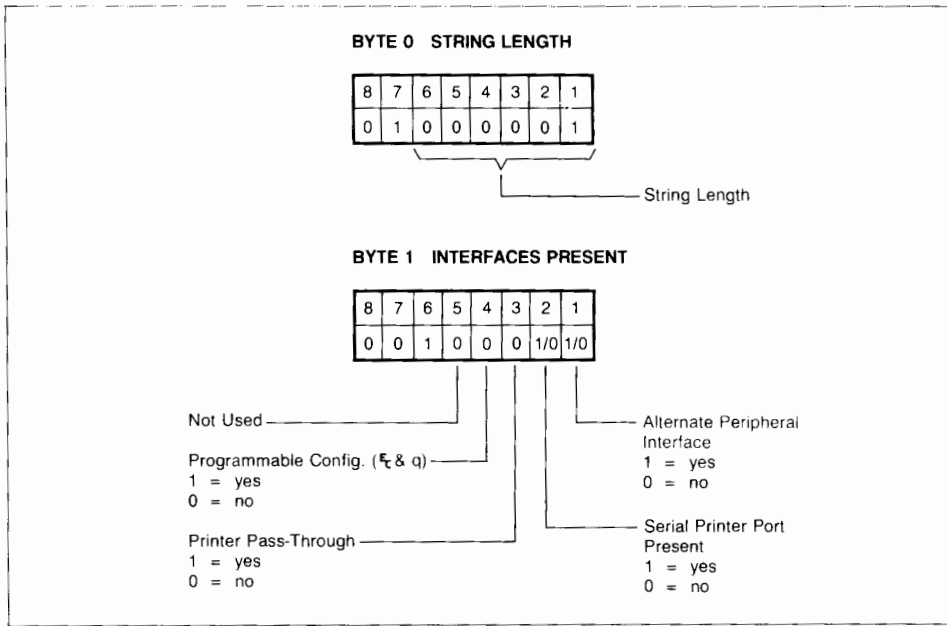 BYTE 0 STRING LENGTH
8 7 6 5 4 3 2 1
0 1 0 0 0 0 0 1
String Length
BYTE 1 INTERFACES PRESENT
8 7 6 5 4 3 2 1
0 0 1 0 0 0 1/0 1/0
Not Used
Programmable Config. (E͟C & q)
1 = yes
0 = no
Printer Pass-Through
1 = yes
0 = no
Alternate Peripheral
Interface
1 = yes
0 = no
Serial Printer Port
Present
1 = yes
0 = no